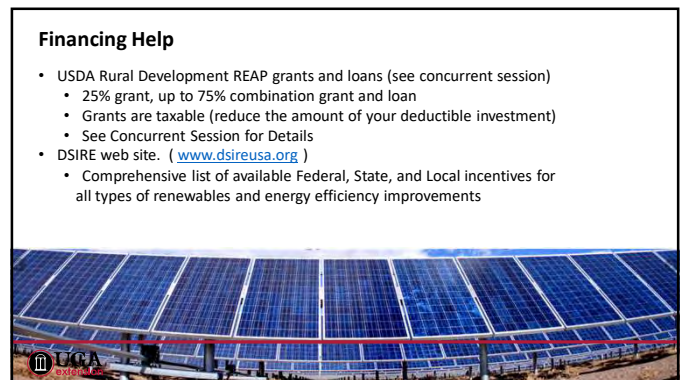 Financing Help
• USDA Rural Development REAP grants and loans (see concurrent session)
• 25% grant, up to 75% combination grant and loan
• Grants are taxable (reduce the amount of your deductible investment)
• See Concurrent Session for Details
• DSIRE web site. ( www.dsireusa.org )
• Comprehensive list of available Federal, State, and Local incentives for
all types of renewables and energy efficiency improvements
UGA
extension